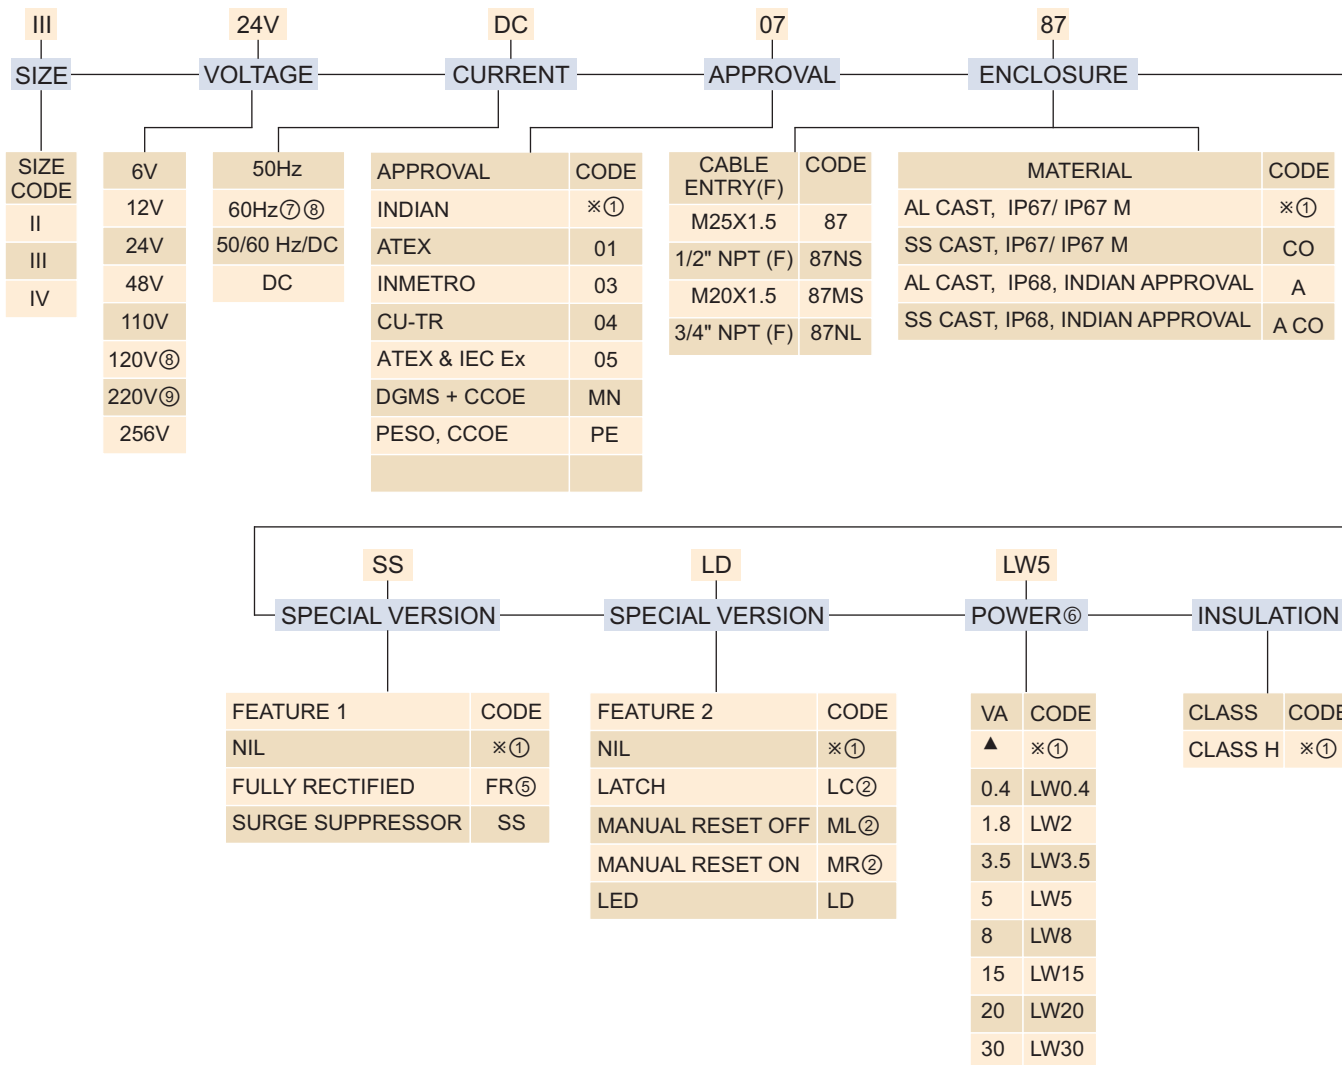 III 24V DC 07 87
SIZE VOLTAGE CURRENT APPROVAL ENCLOSURE
SIZE CODE
II
III
IV
6V
12V
24V
48V
110V
120V⑧
220V⑨
256V
50Hz
60Hz⑦⑧
50/60 Hz/DC
DC
APPROVAL CODE
INDIAN ※①
ATEX 01
INMETRO 03
CU-TR 04
ATEX & IEC Ex 05
DGMS + CCOE MN
PESO, CCOE PE
CABLE ENTRY(F) CODE
M25X1.5 87
1/2" NPT (F) 87NS
M20X1.5 87MS
3/4" NPT (F) 87NL
MATERIAL CODE
AL CAST, IP67/ IP67 M ※①
SS CAST, IP67/ IP67 M CO
AL CAST, IP68, INDIAN APPROVAL A
SS CAST, IP68, INDIAN APPROVAL A CO
SS LD LW5
SPECIAL VERSION SPECIAL VERSION POWER⑥ INSULATION
FEATURE 1 CODE
NIL ※①
FULLY RECTIFIED FR⑤
SURGE SUPPRESSOR SS
FEATURE 2 CODE
NIL ※①
LATCH LC②
MANUAL RESET OFF ML②
MANUAL RESET ON MR②
LED LD
VA CODE
▲ ※①
0.4 LW0.4
1.8 LW2
3.5 LW3.5
5 LW5
8 LW8
15 LW15
20 LW20
30 LW30
CLASS CODE
CLASS H ※①